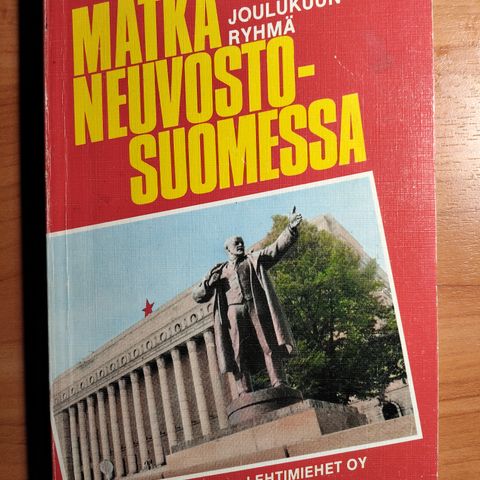 JOULUKUUN
RYHMÄ
MATKA
NEUVOSTO-
SUOMESSA
LEHTIMIEHET OY